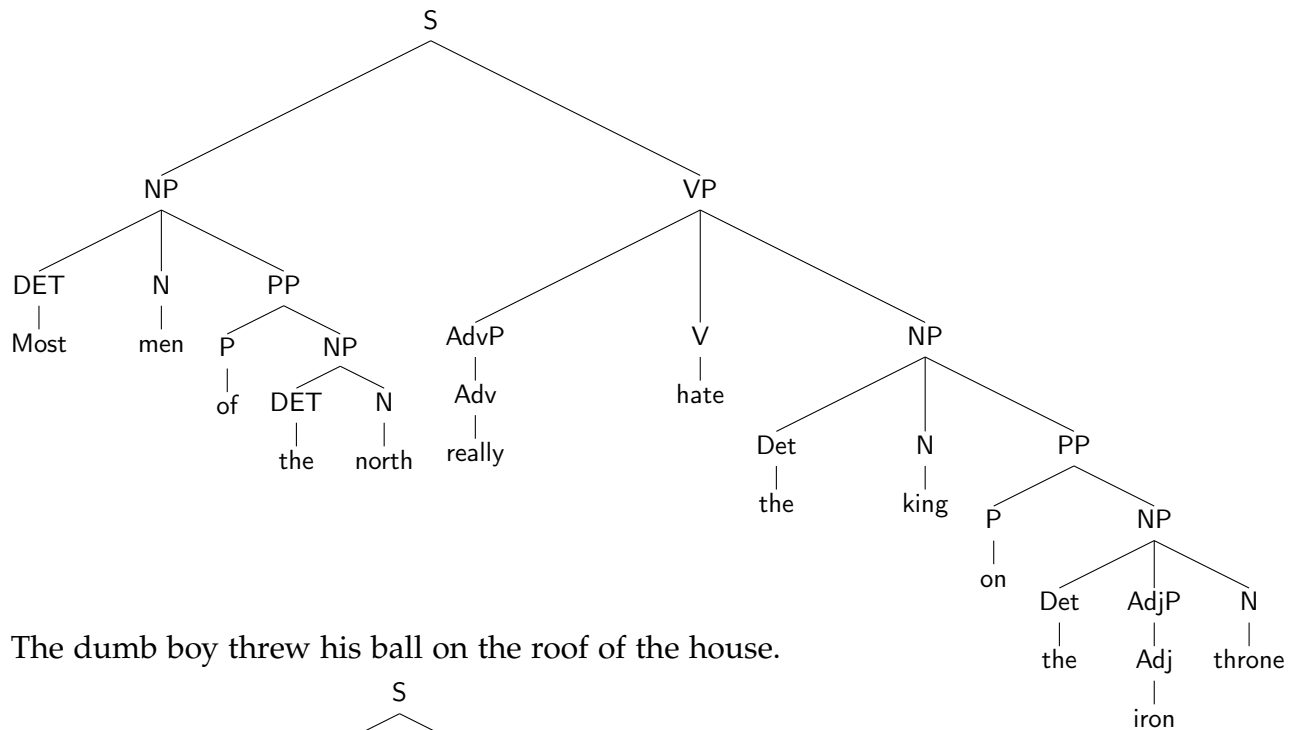 S
NP VP
DET N PP
Most men P NP AdvP V NP
of DET N Adv hate
the north really Det N PP
the king P NP
on
Det AdjP N
The dumb boy threw his ball on the roof of the house.
the Adj throne
S
iron